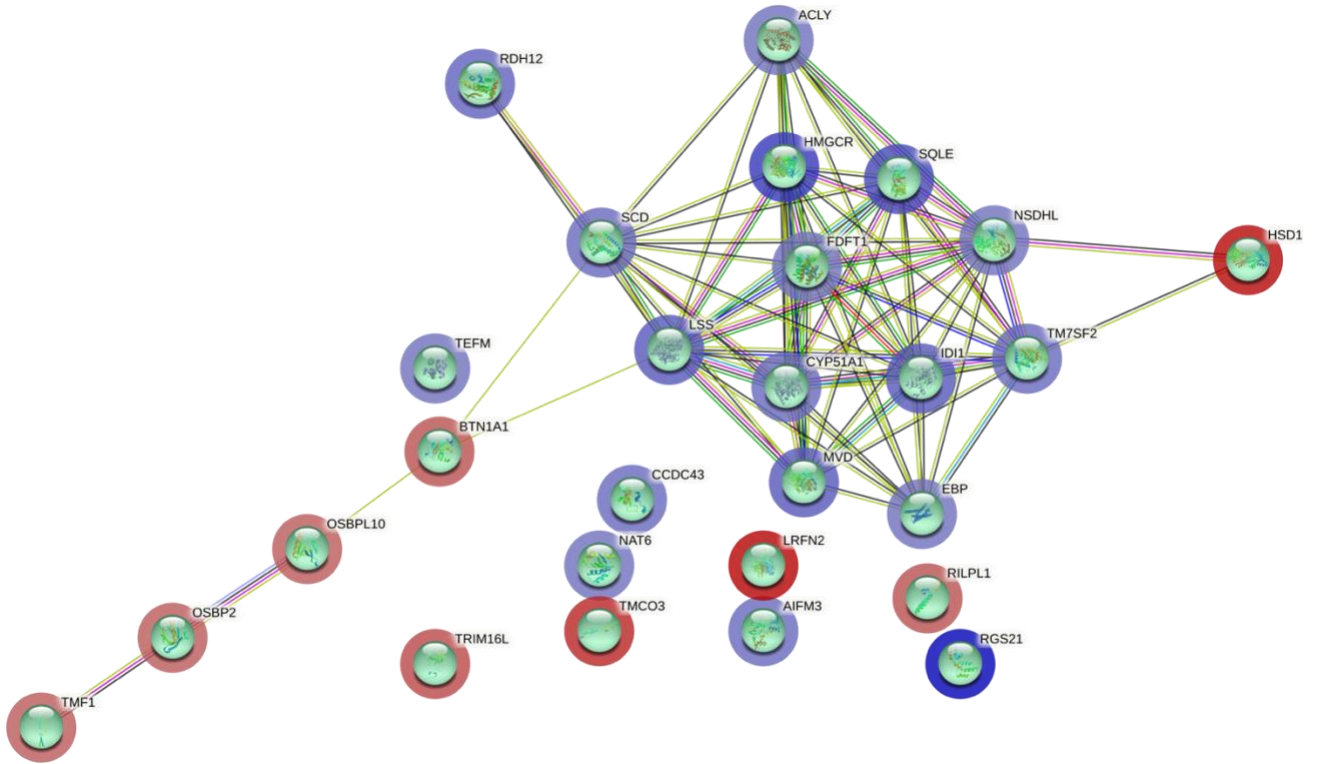 ACLY
RDH12
HMGCR
SQLE
SCD
NSDHL
HSD1
FDFT1
LSS
TM7SF2
TEFM
CYP51A1
IDI1
BTN1A1
MVD
CCDC43
EBP
OSBPL10
NAT6
LRFN2
RILPL1
OSBP2
TMCO3
AIFM3
TRIM16L
RGS21
TMF1